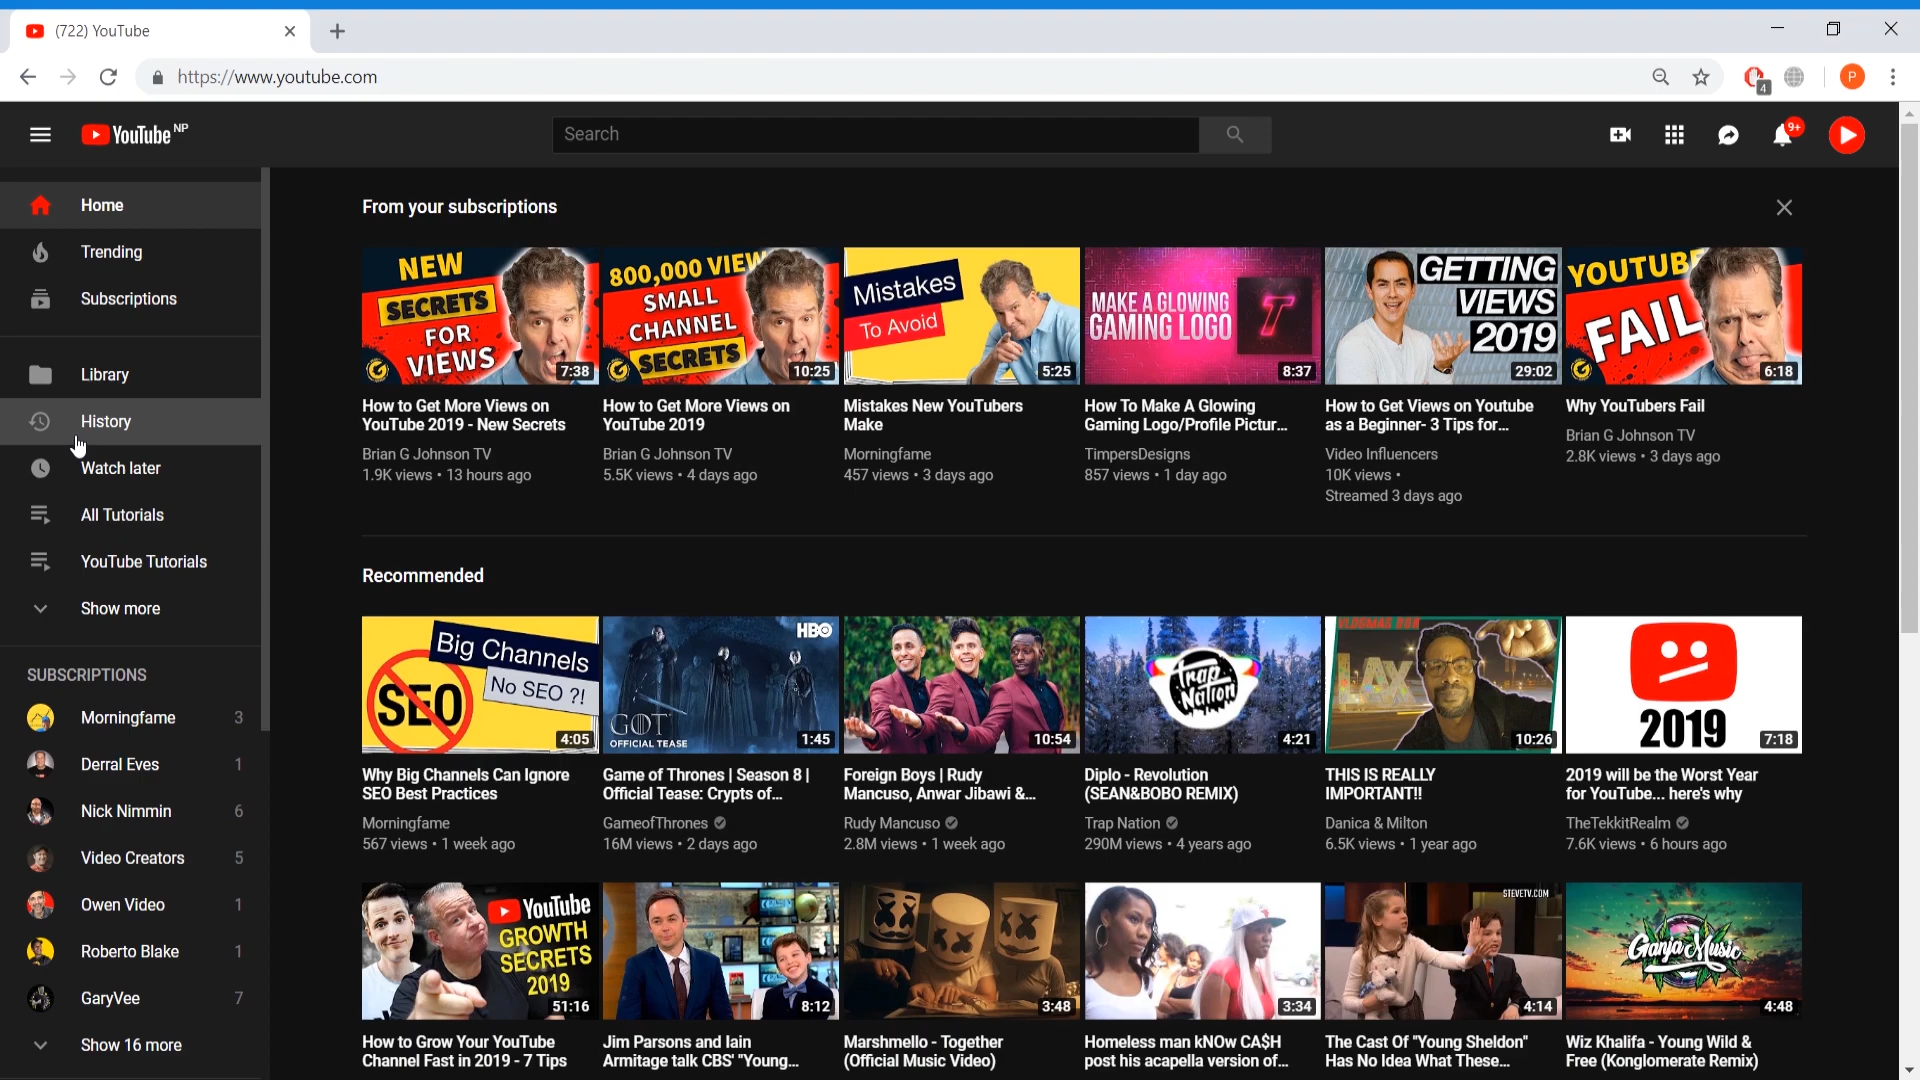 (722) YouTube
https://www.youtube.com
4
P
YouTube NP
Search
9+
Home
Trending
Subscriptions
Library
History
Watch later
All Tutorials
YouTube Tutorials
Show more
SUBSCRIPTIONS
Morningfame 3
Derral Eves 1
Nick Nimmin 6
Video Creators 5
Owen Video 1
Roberto Blake 1
GaryVee 7
Show 16 more
From your subscriptions
NEW
SECRETS
FOR
VIEWS
7:38
How to Get More Views on
YouTube 2019 - New Secrets
Brian G Johnson TV
1.9K views • 13 hours ago
800,000 VIEW
SMALL
CHANNEL
SECRETS
10:25
How to Get More Views on
YouTube 2019
Brian G Johnson TV
5.5K views • 4 days ago
Mistakes
To Avoid
5:25
Mistakes New YouTubers
Make
Morningfame
457 views • 3 days ago
MAKE A GLOWING
GAMING LOGO
T
8:37
How To Make A Glowing
Gaming Logo/Profile Pictur...
TimpersDesigns
857 views • 1 day ago
GETTING
VIEWS
2019
29:02
How to Get Views on Youtube
as a Beginner- 3 Tips for...
Video Influencers
10K views •
Streamed 3 days ago
YOUTUBE
FAIL
6:18
Why YouTubers Fail
Brian G Johnson TV
2.8K views • 3 days ago
Recommended
Big Channels
No SEO ?!
SEO
4:05
Why Big Channels Can Ignore
SEO Best Practices
Morningfame
567 views • 1 week ago
HBO
GOT
OFFICIAL TEASE
1:45
Game of Thrones | Season 8 |
Official Tease: Crypts of...
GameofThrones
16M views • 2 days ago
10:54
Foreign Boys | Rudy
Mancuso, Anwar Jibawi &...
Rudy Mancuso
2.8M views • 1 week ago
Trap
Nation
4:21
Diplo - Revolution
(SEAN&BOBO REMIX)
Trap Nation
290M views • 4 years ago
VLOGMAS
LAX
10:26
THIS IS REALLY
IMPORTANT!!
Danica & Milton
6.5K views • 1 year ago
2019
7:18
2019 will be the Worst Year
for YouTube... here's why
TheTekkitRealm
7.6K views • 6 hours ago
YouTube
GROWTH
SECRETS
2019
51:16
How to Grow Your YouTube
Channel Fast in 2019 - 7 Tips
8:12
Jim Parsons and Iain
Armitage talk CBS' "Young...
3:48
Marshmello - Together
(Official Music Video)
3:34
Homeless man kNOw CA$H
post his acapella version of...
STEVETV.COM
4:14
The Cast Of "Young Sheldon"
Has No Idea What These...
Ganja Music
4:48
Wiz Khalifa - Young Wild &
Free (Konglomerate Remix)